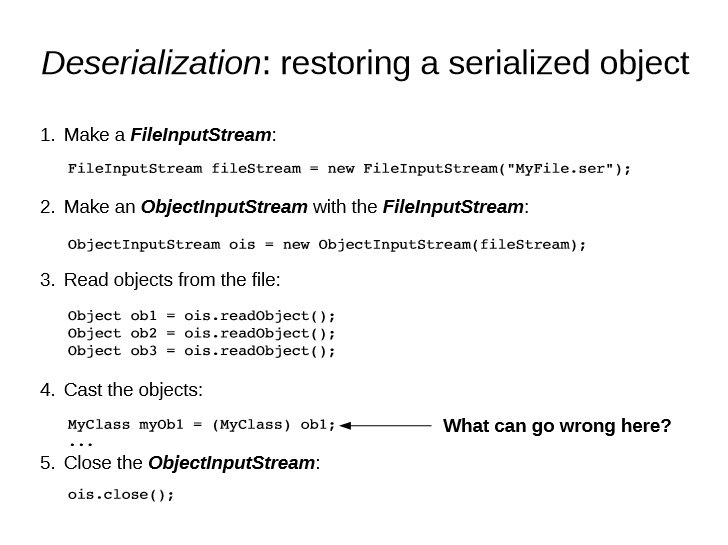 Deserialization: restoring a serialized object
1. Make a FileInputStream:
FileInputStream fileStream = new FileInputStream("MyFile.ser");
2. Make an ObjectInputStream with the FileInputStream:
ObjectInputStream ois = new ObjectInputStream(fileStream);
3. Read objects from the file:
Object ob1 = ois.readObject();
Object ob2 = ois.readObject();
Object ob3 = ois.readObject();
4. Cast the objects:
MyClass myOb1 = (MyClass) ob1; What can go wrong here?
...
5. Close the ObjectInputStream:
ois.close();